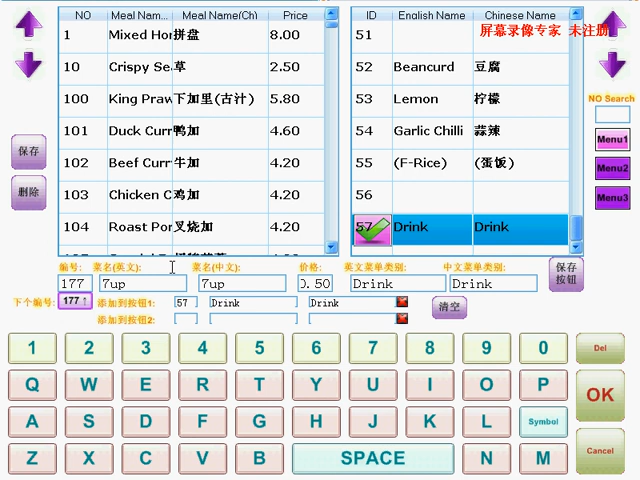 NO Meal Nam... Meal Name(Ch) Price
1 Mixed Hor 拼盘 8.00
10 Crispy Se 草 2.50
100 King Praw 下加里(古汁) 5.80
101 Duck Curr 鸭加 4.60
102 Beef Curr 牛加 4.20
103 Chicken C 鸡加 4.20
104 Roast Por 叉烧加 4.20
ID English Name Chinese Name
屏幕录像专家 未注册
51
52 Beancurd 豆腐
53 Lemon 柠檬
54 Garlic Chilli 蒜辣
55 (F-Rice) (蛋饭)
56
57 Drink Drink
保存
删除
NO Search
Menu1
Menu2
Menu3
编号: 菜名(英文): 菜名(中文): 价格: 英文菜单类别: 中文菜单类别:
177 7up 7up 0.50 Drink Drink
保存
按钮
下个编号: 177 ↑ 添加到按钮1: 57 Drink Drink 清空
添加到按钮2:
1 2 3 4 5 6 7 8 9 0 Del
Q W E R T Y U I O P OK
A S D F G H J K L Symbol
Z X C V B SPACE N M Cancel